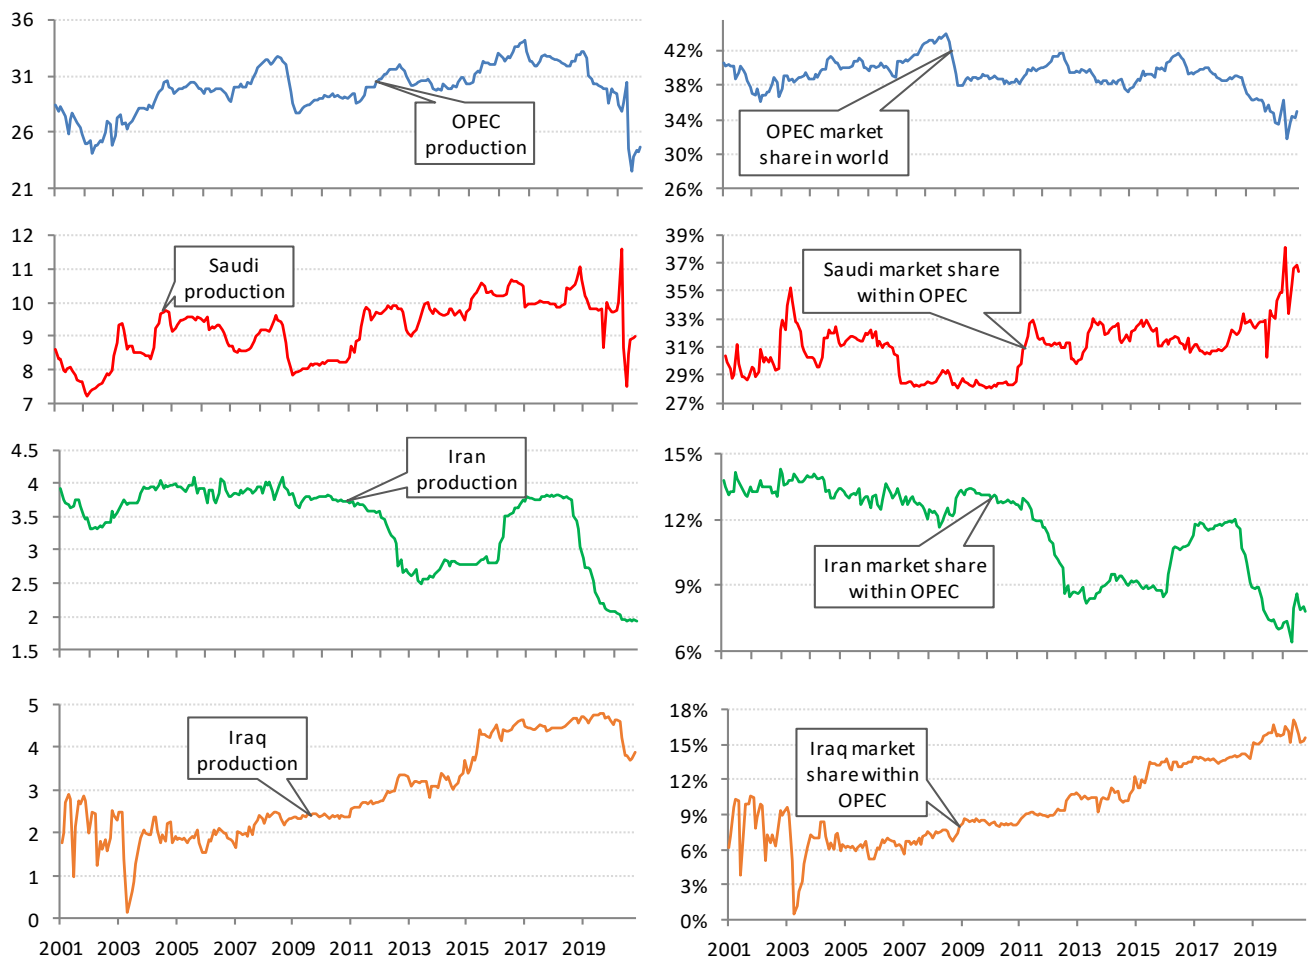 36
31
26
21
OPEC
production
42%
38%
34%
30%
26%
OPEC market
share in world
12
11
10
9
8
7
Saudi
production
39%
37%
35%
33%
31%
29%
27%
Saudi market share
within OPEC
4.5
4
3.5
3
2.5
2
1.5
Iran
production
15%
12%
9%
6%
Iran market share
within OPEC
5
4
3
2
1
0
Iraq
production
2001 2003 2005 2007 2009 2011 2013 2015 2017 2019
18%
15%
12%
9%
6%
3%
0%
Iraq market
share within
OPEC
2001 2003 2005 2007 2009 2011 2013 2015 2017 2019